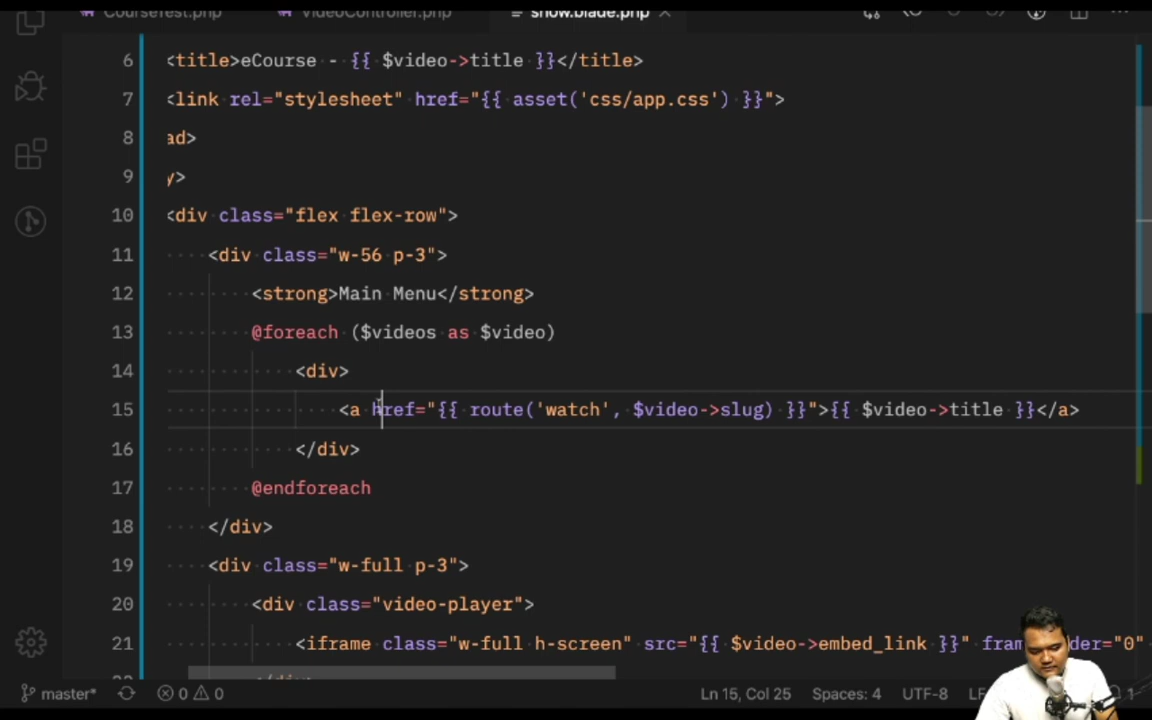 CourseTest.php VideoController.php show.blade.php
6 <title>eCourse - {{ $video->title }}</title>
7 <link rel="stylesheet" href="{{ asset('css/app.css') }}">
8 ad>
9 y>
10 <div class="flex flex-row">
11 <div class="w-56 p-3">
12 <strong>Main Menu</strong>
13 @foreach ($videos as $video)
14 <div>
15 <a href="{{ route('watch', $video->slug) }}">{{ $video->title }}</a>
16 </div>
17 @endforeach
18 </div>
19 <div class="w-full p-3">
20 <div class="video-player">
21 <iframe class="w-full h-screen" src="{{ $video->embed_link }}" frameborder="0"
master* 0 0 Ln 15, Col 25 Spaces: 4 UTF-8 1